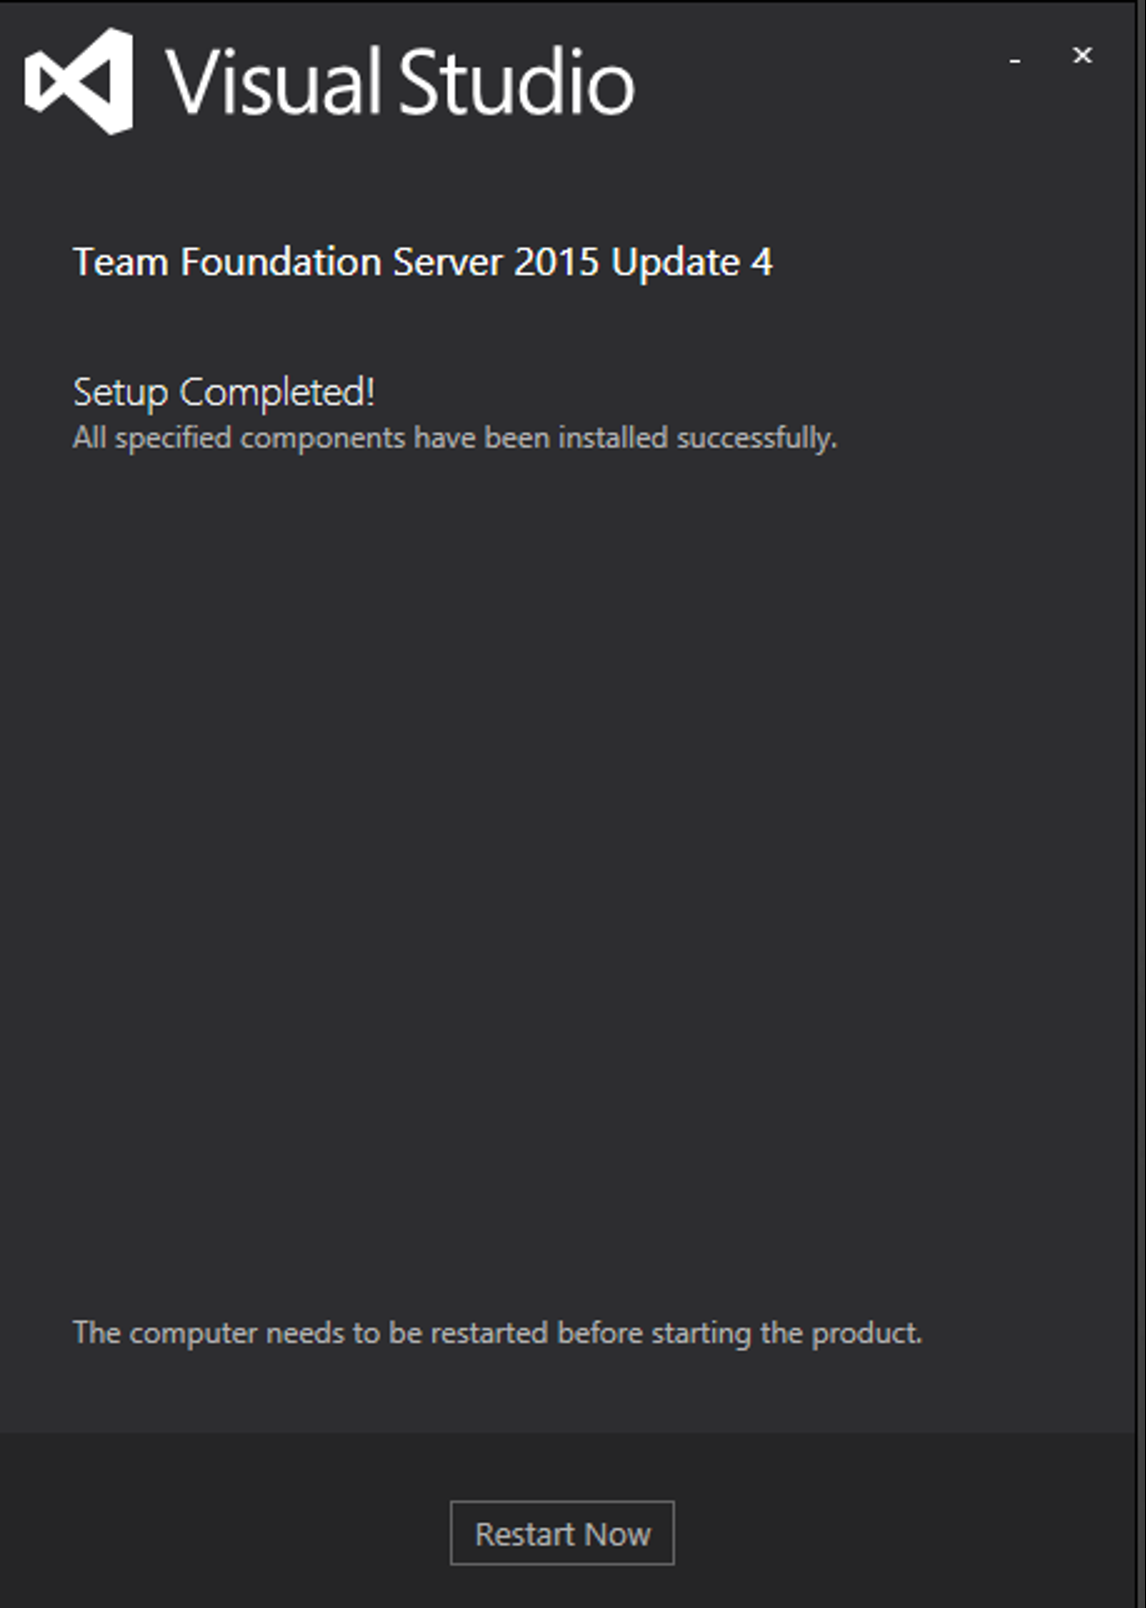 Visual Studio
Team Foundation Server 2015 Update 4
Setup Completed!
All specified components have been installed successfully.
The computer needs to be restarted before starting the product.
Restart Now